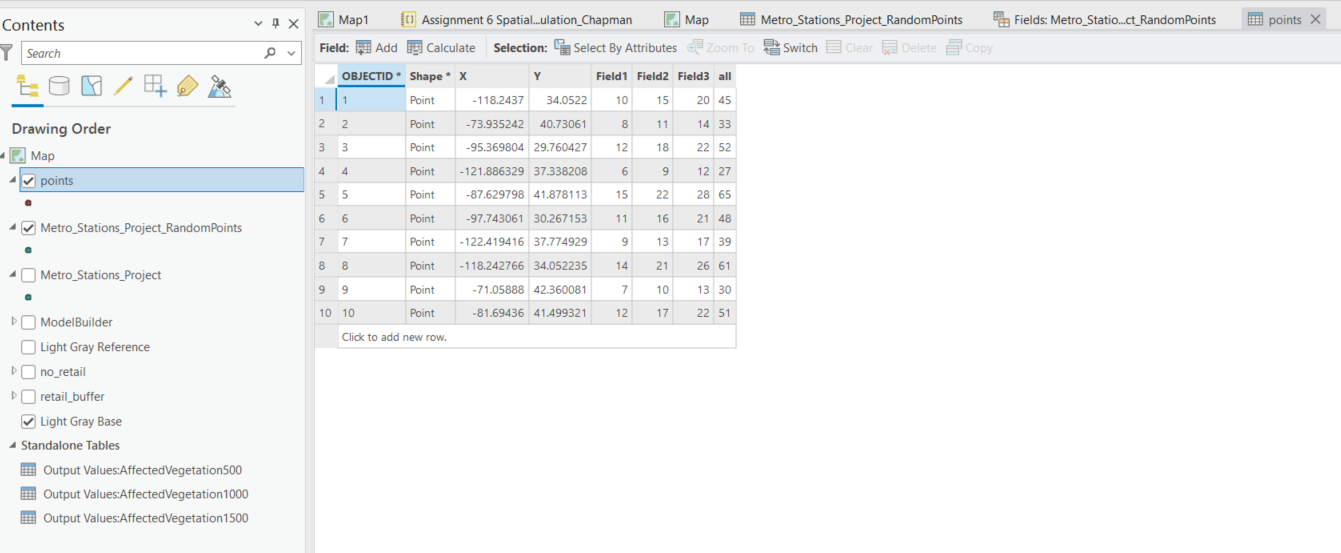 Contents
Search
Drawing Order
Map
points
Metro_Stations_Project_RandomPoints
Metro_Stations_Project
ModelBuilder
Light Gray Reference
no_retail
retail_buffer
Light Gray Base
Standalone Tables
Output Values:AffectedVegetation500
Output Values:AffectedVegetation1000
Output Values:AffectedVegetation1500
Map1 Assignment 6 Spatial...ulation_Chapman Map Metro_Stations_Project_RandomPoints Fields: Metro_Statio...ct_RandomPoints points
Field: Add Calculate Selection: Select By Attributes Zoom To Switch Clear Delete Copy
OBJECTID * Shape * X Y Field1 Field2 Field3 all
1 1 Point -118.2437 34.0522 10 15 20 45
2 2 Point -73.935242 40.73061 8 11 14 33
3 3 Point -95.369804 29.760427 12 18 22 52
4 4 Point -121.886329 37.338208 6 9 12 27
5 5 Point -87.629798 41.878113 15 22 28 65
6 6 Point -97.743061 30.267153 11 16 21 48
7 7 Point -122.419416 37.774929 9 13 17 39
8 8 Point -118.242766 34.052235 14 21 26 61
9 9 Point -71.05888 42.360081 7 10 13 30
10 10 Point -81.69436 41.499321 12 17 22 51
Click to add new row.